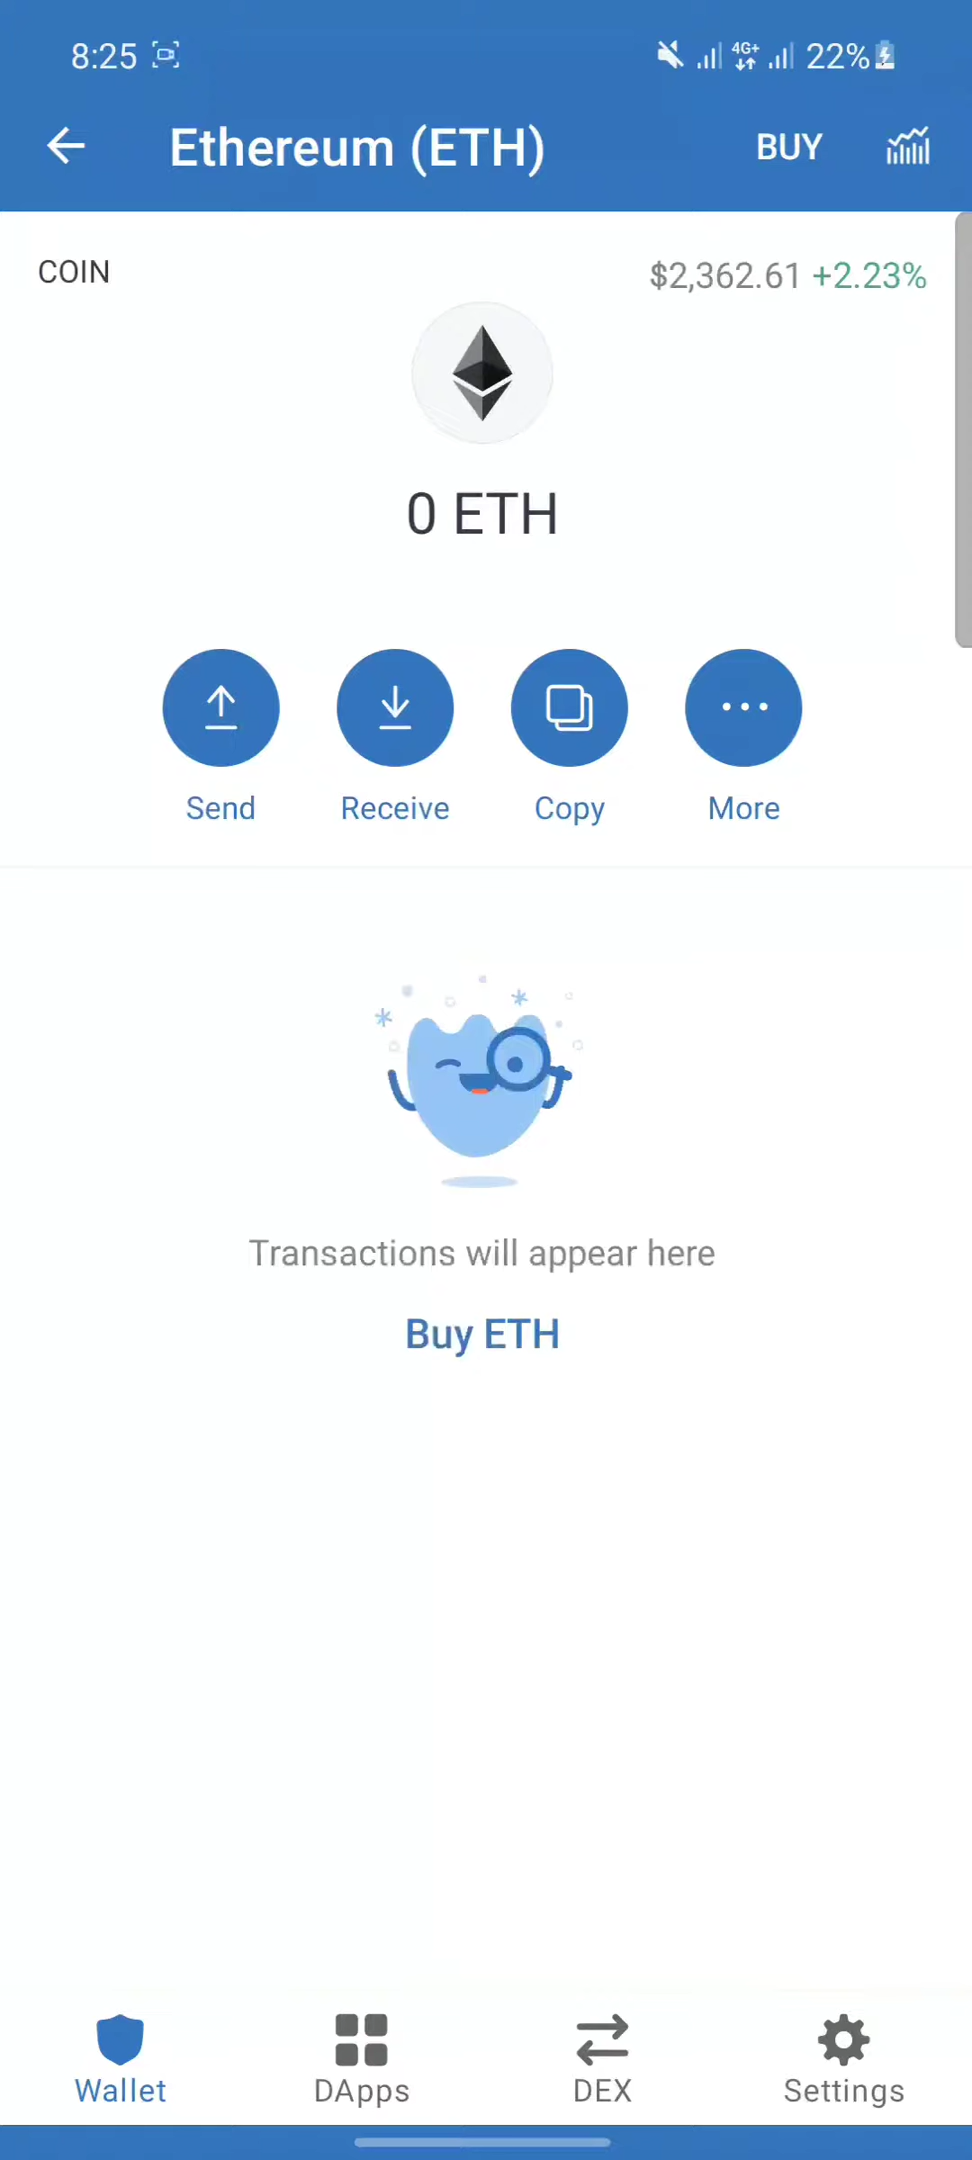 8:25 4G+ 22%
Ethereum (ETH) BUY
COIN $2,362.61 +2.23%
0 ETH
Send Receive Copy More
Transactions will appear here
Buy ETH
Wallet DApps DEX Settings